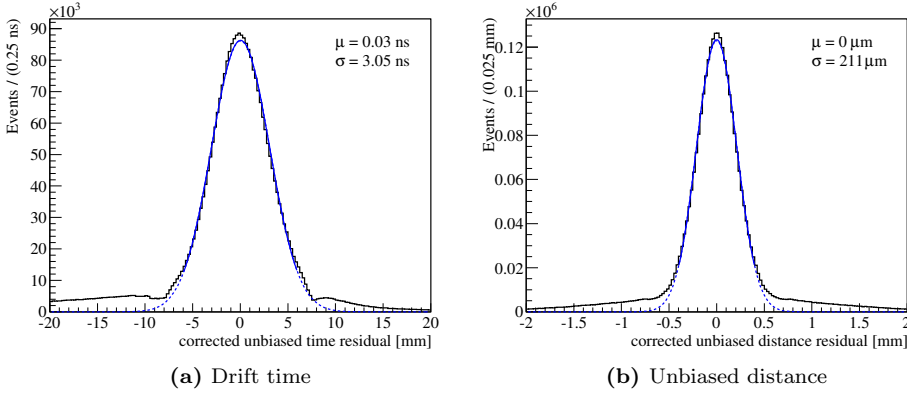 ×10³
Events / (0.25 ns)
90
80
70
60
50
40
30
20
10
0
μ = 0.03 ns
σ = 3.05 ns
-20 -15 -10 -5 0 5 10 15 20
corrected unbiased time residual [mm]
(a) Drift time
×10⁶
Events / (0.025 mm)
0.12
0.1
0.08
0.06
0.04
0.02
0
μ = 0 μm
σ = 211μm
-2 -1.5 -1 -0.5 0 0.5 1 1.5 2
corrected unbiased distance residual [mm]
(b) Unbiased distance